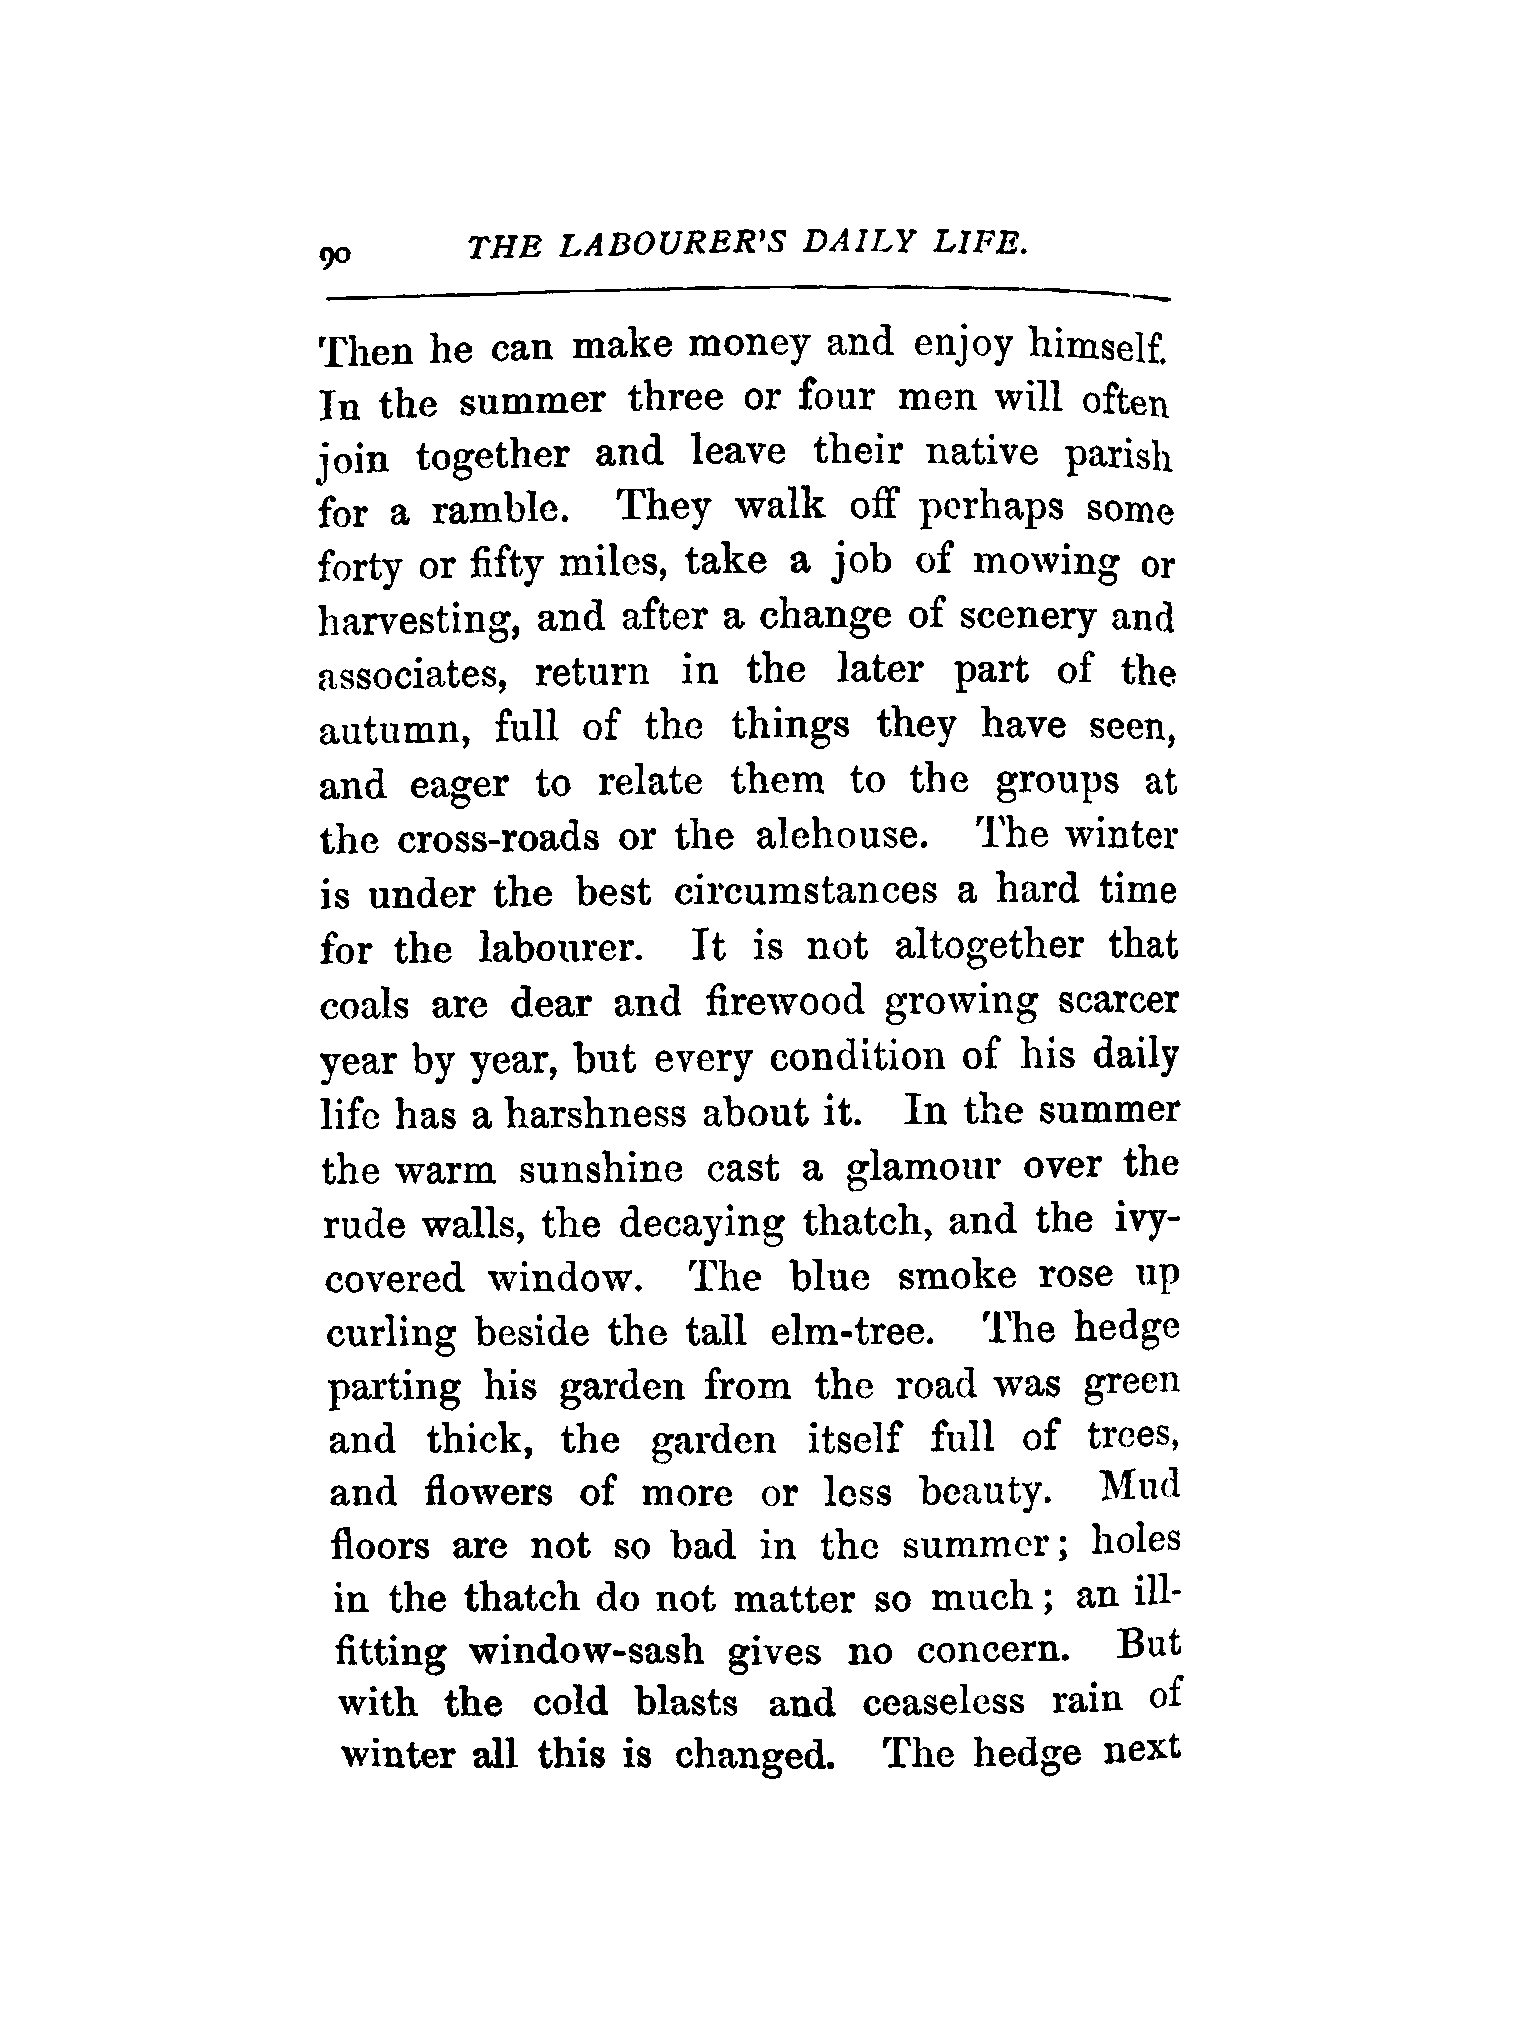 90 THE LABOURER'S DAILY LIFE.
Then he can make money and enjoy himself.
In the summer three or four men will often
join together and leave their native parish
for a ramble. They walk off perhaps some
forty or fifty miles, take a job of mowing or
harvesting, and after a change of scenery and
associates, return in the later part of the
autumn, full of the things they have seen,
and eager to relate them to the groups at
the cross-roads or the alehouse. The winter
is under the best circumstances a hard time
for the labourer. It is not altogether that
coals are dear and firewood growing scarcer
year by year, but every condition of his daily
life has a harshness about it. In the summer
the warm sunshine cast a glamour over the
rude walls, the decaying thatch, and the ivy-
covered window. The blue smoke rose up
curling beside the tall elm-tree. The hedge
parting his garden from the road was green
and thick, the garden itself full of trees,
and flowers of more or less beauty. Mud
floors are not so bad in the summer; holes
in the thatch do not matter so much; an ill-
fitting window-sash gives no concern. But
with the cold blasts and ceaseless rain of
winter all this is changed. The hedge next